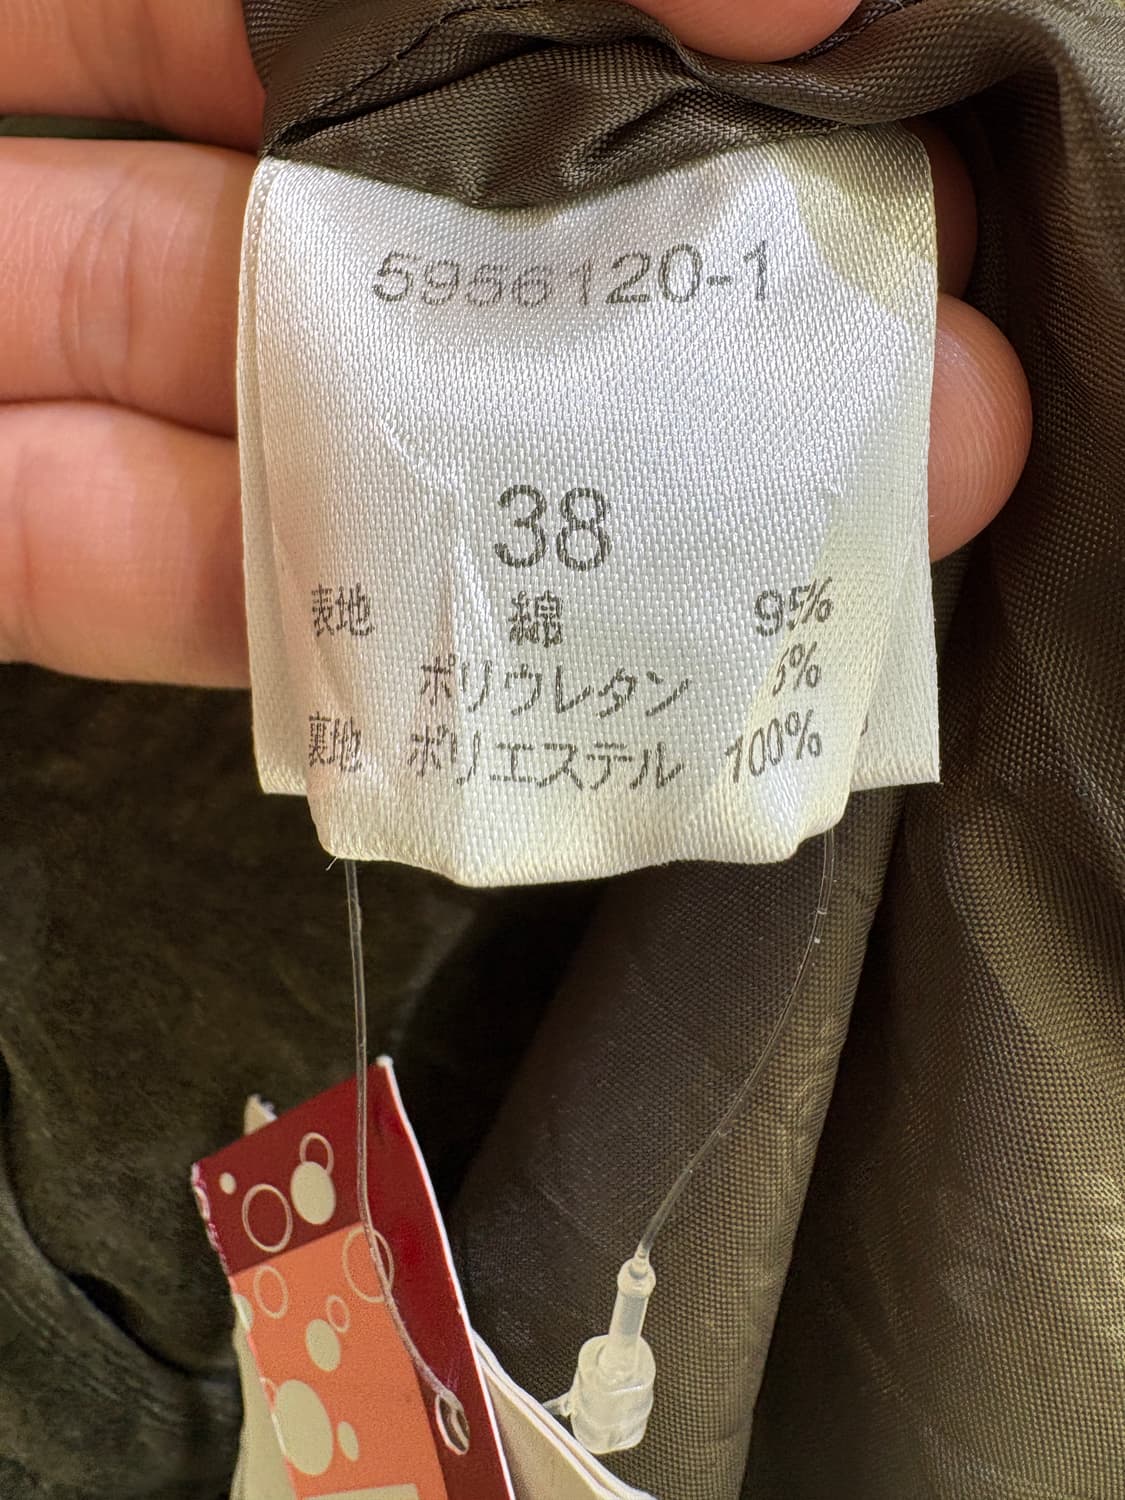 5956120-1
38
表地 綿 95%
ポリウレタン 5%
裏地 ポリエステル 100%